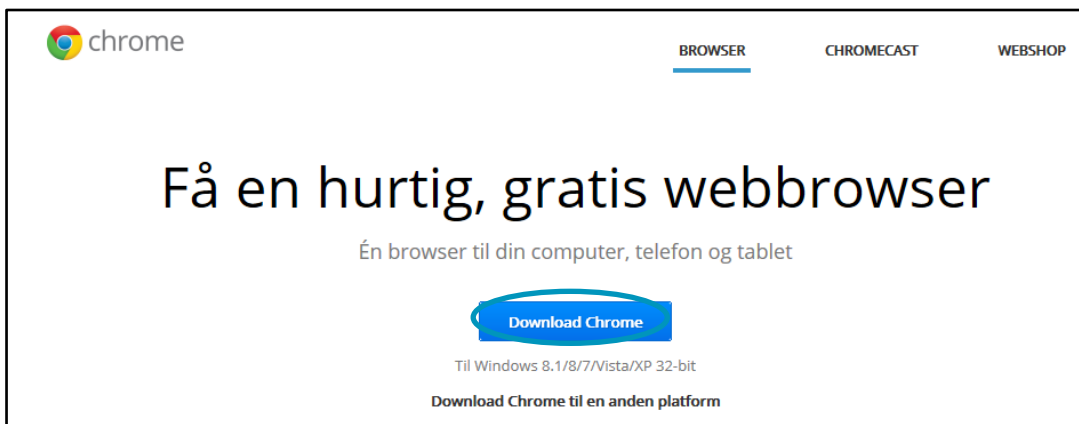 chrome
BROWSER CHROMECAST WEBSHOP
Få en hurtig, gratis webbrowser
Én browser til din computer, telefon og tablet
Download Chrome
Til Windows 8.1/8/7/Vista/XP 32-bit
Download Chrome til en anden platform